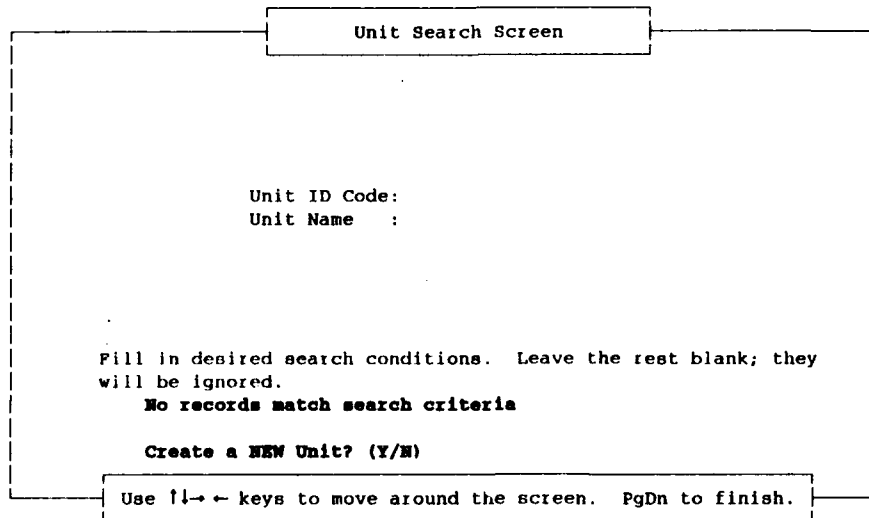 Unit Search Screen
Unit ID Code:
Unit Name   :
Fill in desired search conditions.  Leave the rest blank; they
will be ignored.
No records match search criteria
Create a NEW Unit? (Y/N)
Use ↑↓→ ← keys to move around the screen.  PgDn to finish.